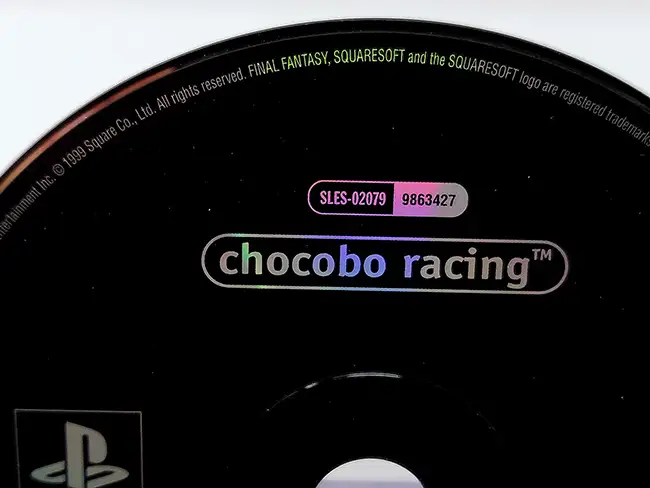 ntertainment Inc. © 1999 Square Co., Ltd. All rights reserved. FINAL FANTASY, SQUARESOFT and the SQUARESOFT logo are registered trademarks
SLES-02079 9863427
chocobo racing™